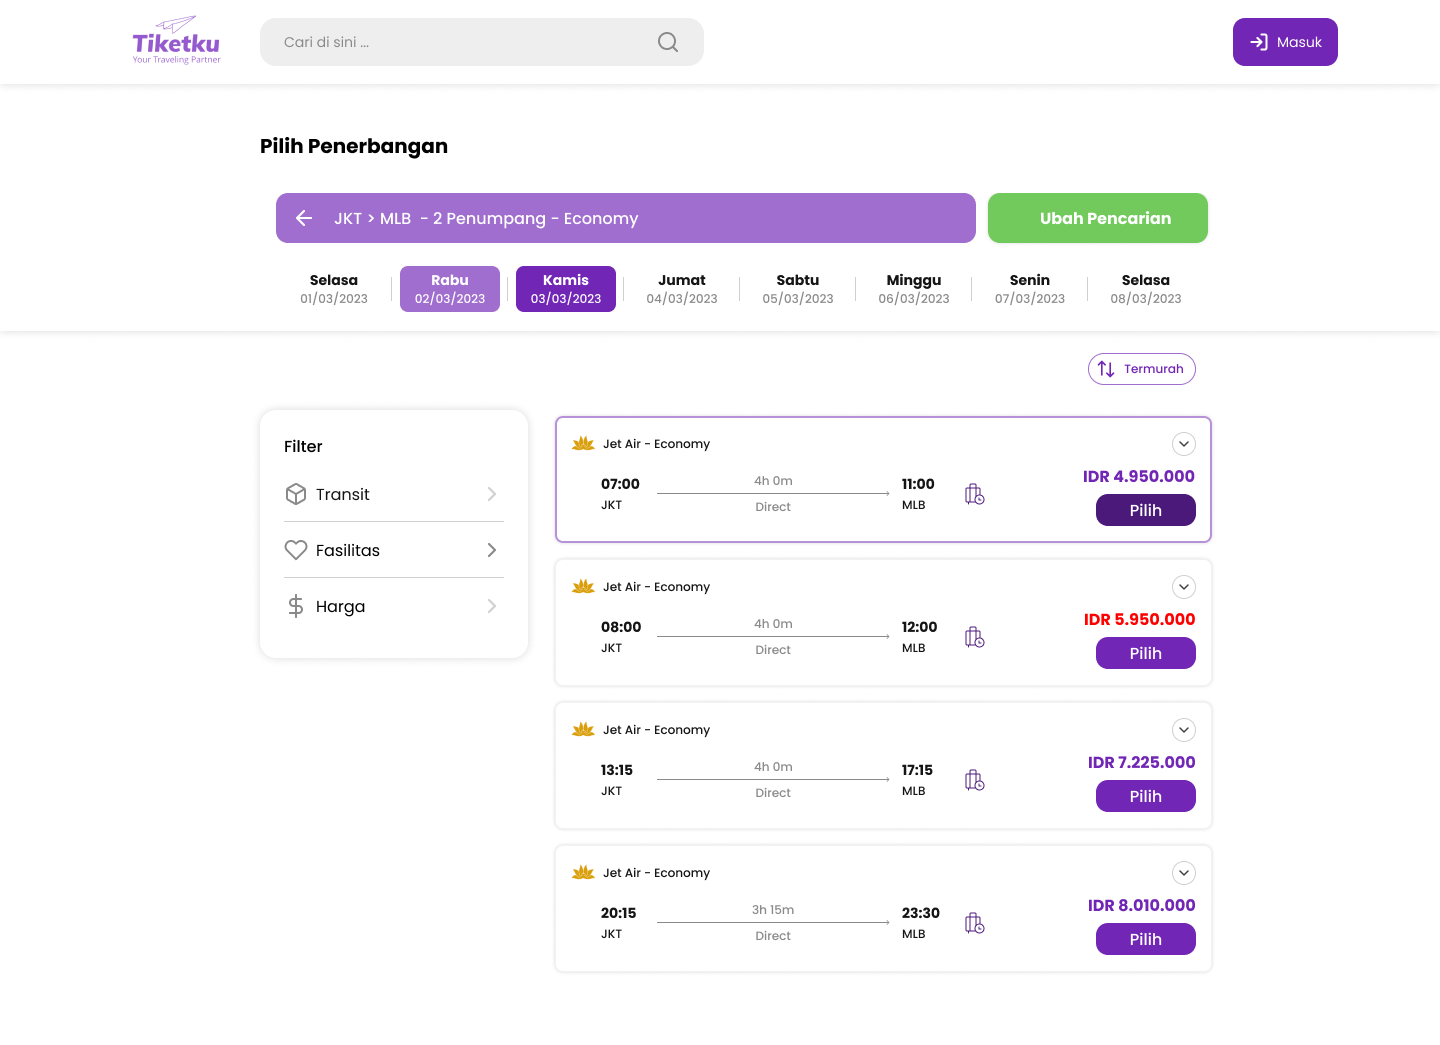 Tiketku
Your Traveling Partner
Cari di sini ...
Masuk
Pilih Penerbangan
JKT > MLB  - 2 Penumpang - Economy
Ubah Pencarian
Selasa
01/03/2023
Rabu
02/03/2023
Kamis
03/03/2023
Jumat
04/03/2023
Sabtu
05/03/2023
Minggu
06/03/2023
Senin
07/03/2023
Selasa
08/03/2023
Termurah
Filter
Transit
Fasilitas
Harga
Jet Air - Economy
07:00
JKT
4h 0m
Direct
11:00
MLB
IDR 4.950.000
Pilih
Jet Air - Economy
08:00
JKT
4h 0m
Direct
12:00
MLB
IDR 5.950.000
Pilih
Jet Air - Economy
13:15
JKT
4h 0m
Direct
17:15
MLB
IDR 7.225.000
Pilih
Jet Air - Economy
20:15
JKT
3h 15m
Direct
23:30
MLB
IDR 8.010.000
Pilih